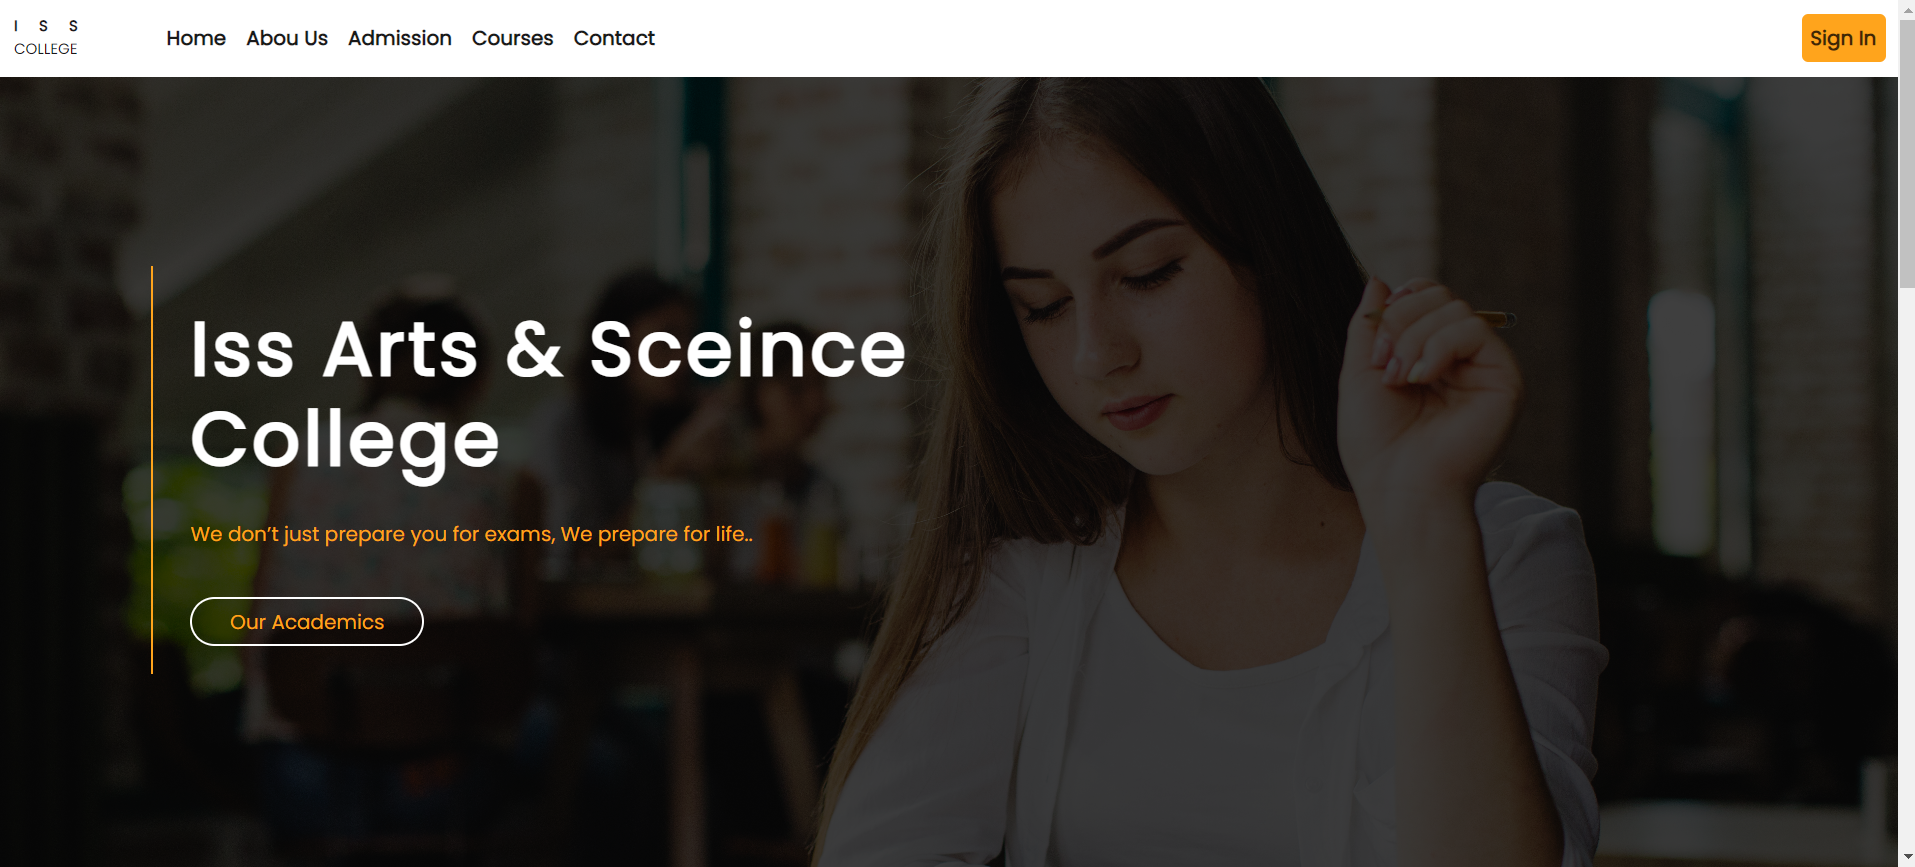 I S S
COLLEGE
Home Abou Us Admission Courses Contact
Sign In
Iss Arts & Sceince
College
We don’t just prepare you for exams, We prepare for life..
Our Academics